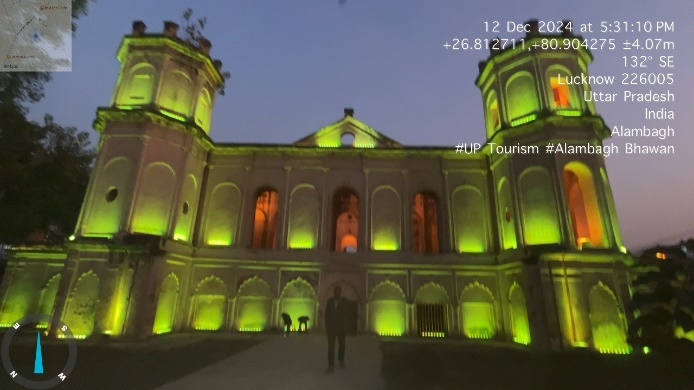 12 Dec 2024 at 5:31:10 PM
+26.812711,+80.904275 ±4.07m
132° SE
Lucknow 226005
Uttar Pradesh
India
Alambagh
#UP Tourism #Alambagh Bhawan
N
E
S
W